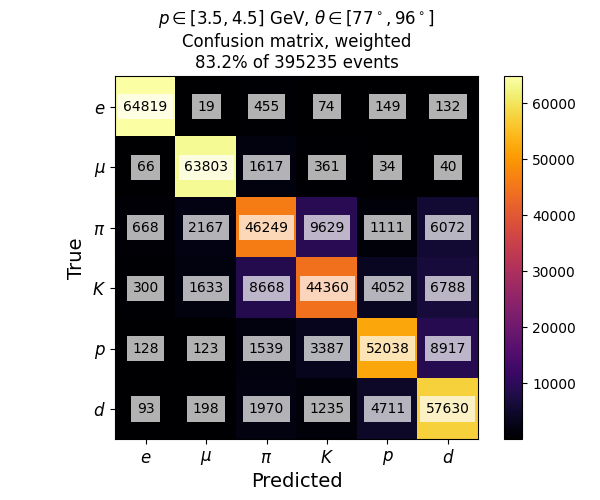 p ∈ [3.5, 4.5] GeV, θ ∈ [77°, 96°]
Confusion matrix, weighted
83.2% of 395235 events
e 64819 19 455 74 149 132
μ 66 63803 1617 361 34 40
π 668 2167 46249 9629 1111 6072
K 300 1633 8668 44360 4052 6788
p 128 123 1539 3387 52038 8917
d 93 198 1970 1235 4711 57630
e μ π K p d
True
Predicted
60000
50000
40000
30000
20000
10000